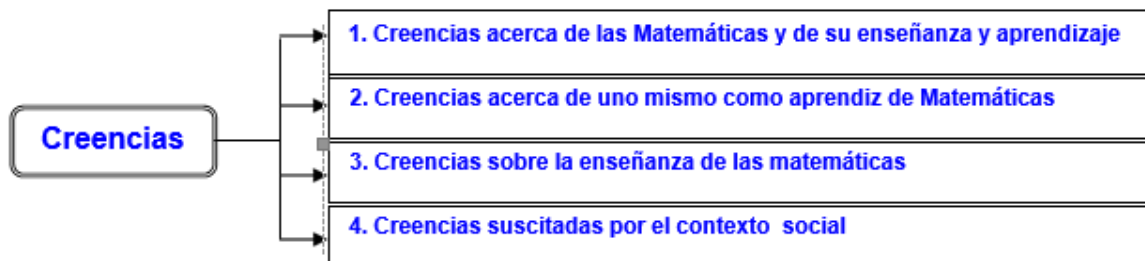 Creencias
1. Creencias acerca de las Matemáticas y de su enseñanza y aprendizaje
2. Creencias acerca de uno mismo como aprendiz de Matemáticas
3. Creencias sobre la enseñanza de las matemáticas
4. Creencias suscitadas por el contexto social